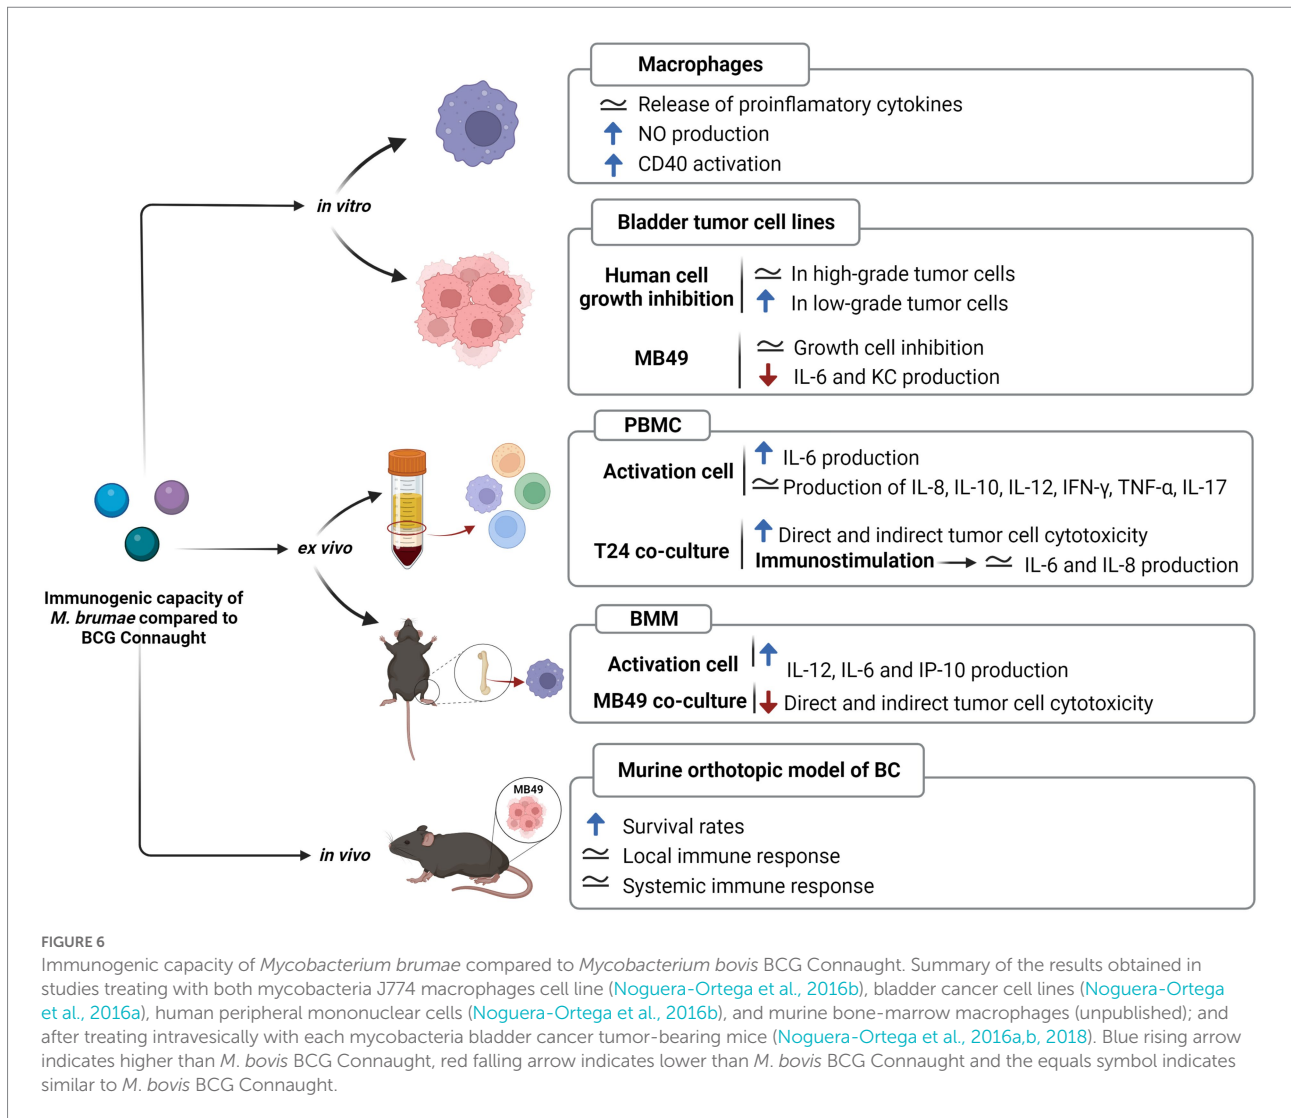 Macrophages
≃ Release of proinflamatory cytokines
↑ NO production
↑ CD40 activation
in vitro
Bladder tumor cell lines
Human cell
growth inhibition
≃ In high-grade tumor cells
↑ In low-grade tumor cells
MB49
≃ Growth cell inhibition
↓ IL-6 and KC production
PBMC
Activation cell
↑ IL-6 production
≃ Production of IL-8, IL-10, IL-12, IFN-γ, TNF-α, IL-17
T24 co-culture
↑ Direct and indirect tumor cell cytotoxicity
Immunostimulation → ≃ IL-6 and IL-8 production
ex vivo
Immunogenic capacity of
M. brumae compared to
BCG Connaught
BMM
Activation cell
↑ IL-12, IL-6 and IP-10 production
MB49 co-culture
↓ Direct and indirect tumor cell cytotoxicity
Murine orthotopic model of BC
MB49
in vivo
↑ Survival rates
≃ Local immune response
≃ Systemic immune response
FIGURE 6
Immunogenic capacity of Mycobacterium brumae compared to Mycobacterium bovis BCG Connaught. Summary of the results obtained in
studies treating with both mycobacteria J774 macrophages cell line (Noguera-Ortega et al., 2016b), bladder cancer cell lines (Noguera-Ortega
et al., 2016a), human peripheral mononuclear cells (Noguera-Ortega et al., 2016b), and murine bone-marrow macrophages (unpublished); and
after treating intravesically with each mycobacteria bladder cancer tumor-bearing mice (Noguera-Ortega et al., 2016a,b, 2018). Blue rising arrow
indicates higher than M. bovis BCG Connaught, red falling arrow indicates lower than M. bovis BCG Connaught and the equals symbol indicates
similar to M. bovis BCG Connaught.